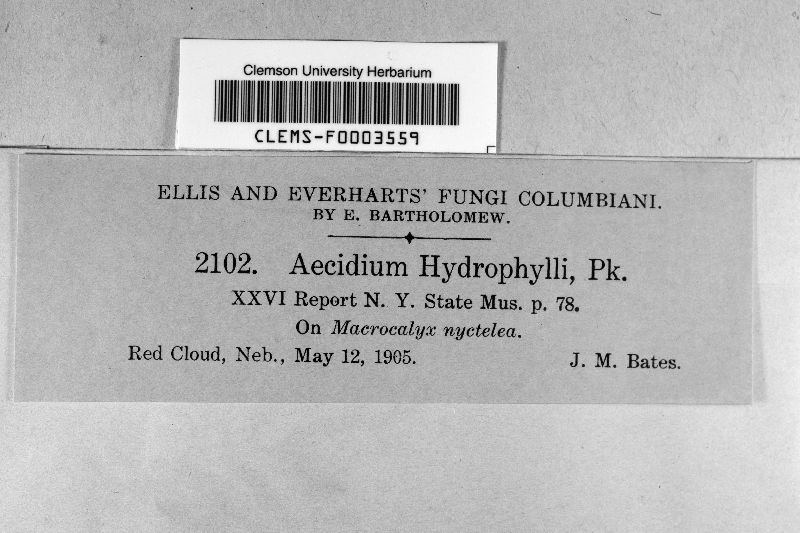 Clemson University Herbarium
CLEMS-F0003559
ELLIS AND EVERHARTS' FUNGI COLUMBIANI.
BY E. BARTHOLOMEW.
2102. Aecidium Hydrophylli, Pk.
XXVI Report N. Y. State Mus. p. 78.
On Macrocalyx nyctelea.
Red Cloud, Neb., May 12, 1905. J. M. Bates.